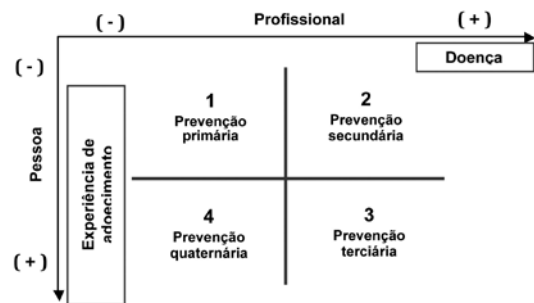 ( - )
Profissional
( + )
Doença
( - )
Pessoa
( + )
Experiência de
adoecimento
1
Prevenção
primária
2
Prevenção
secundária
4
Prevenção
quaternária
3
Prevenção
terciária